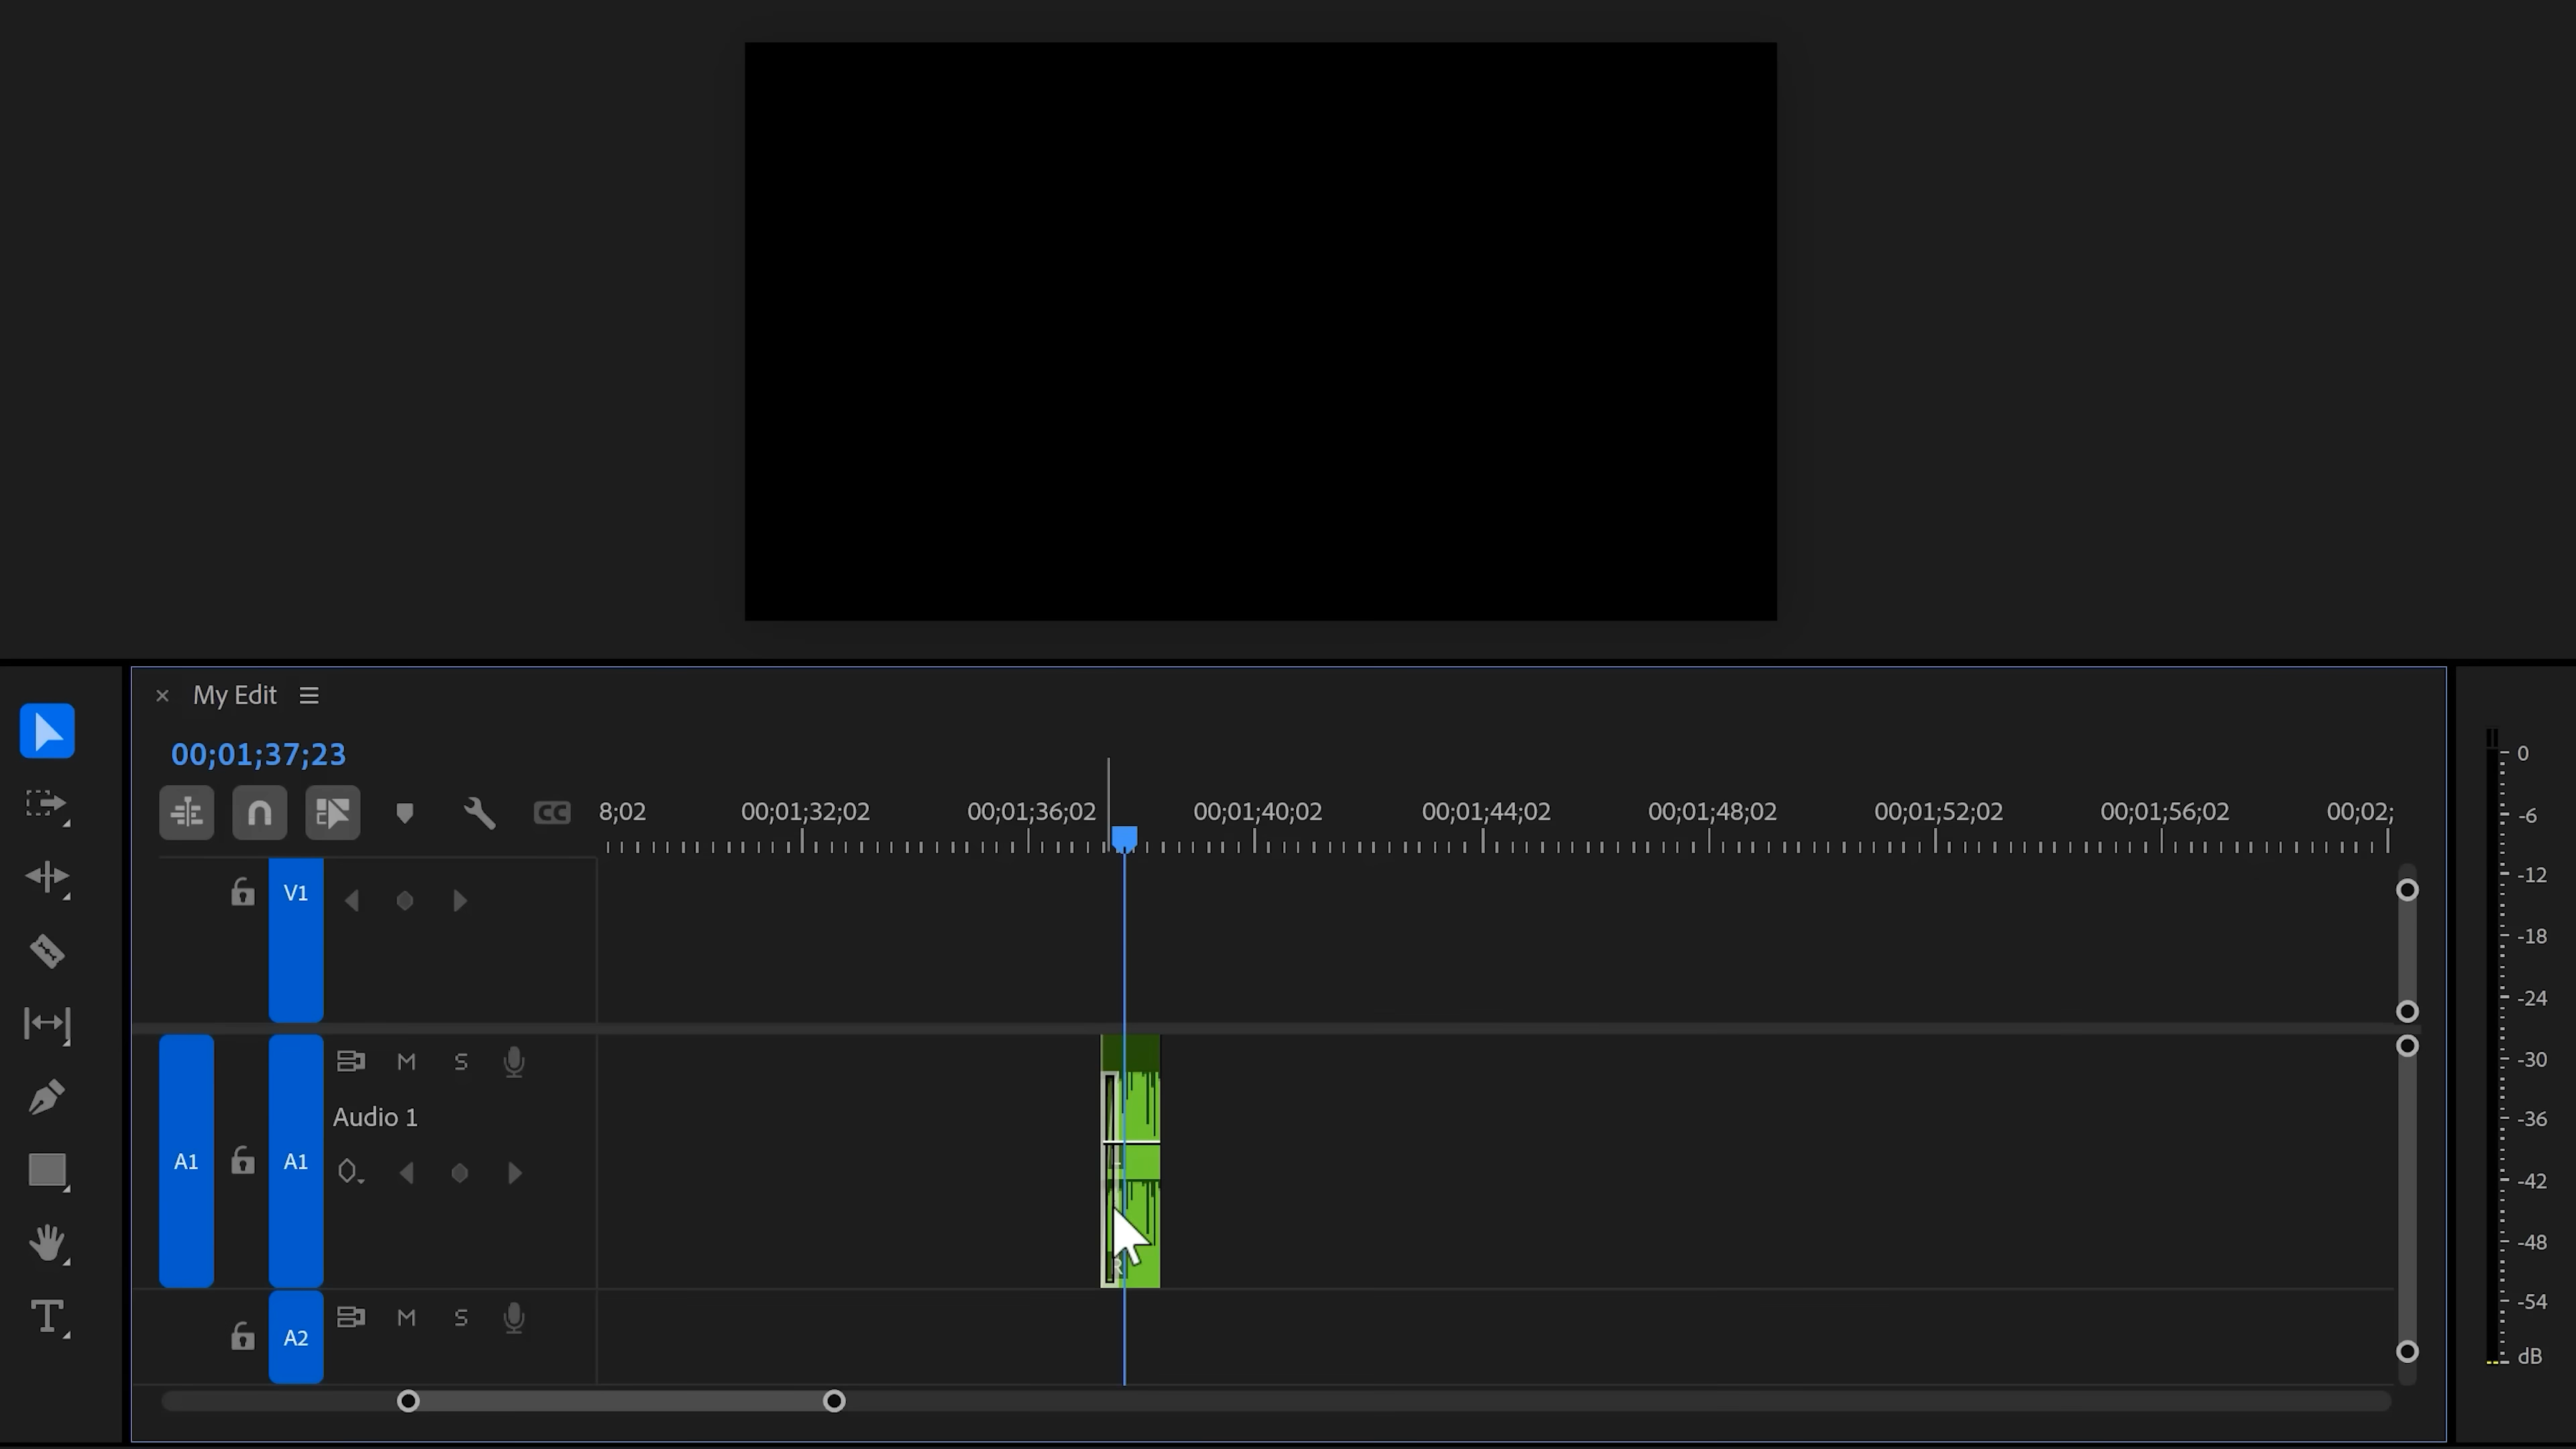 My Edit
00;01;37;23
8;02 00;01;32;02 00;01;36;02 00;01;40;02 00;01;44;02 00;01;48;02 00;01;52;02 00;01;56;02 00;02;
CC
V1
A1 A1 M S
Audio 1
L
R
A2 M S
T
0
-6
-12
-18
-24
-30
-36
-42
-48
-54
dB